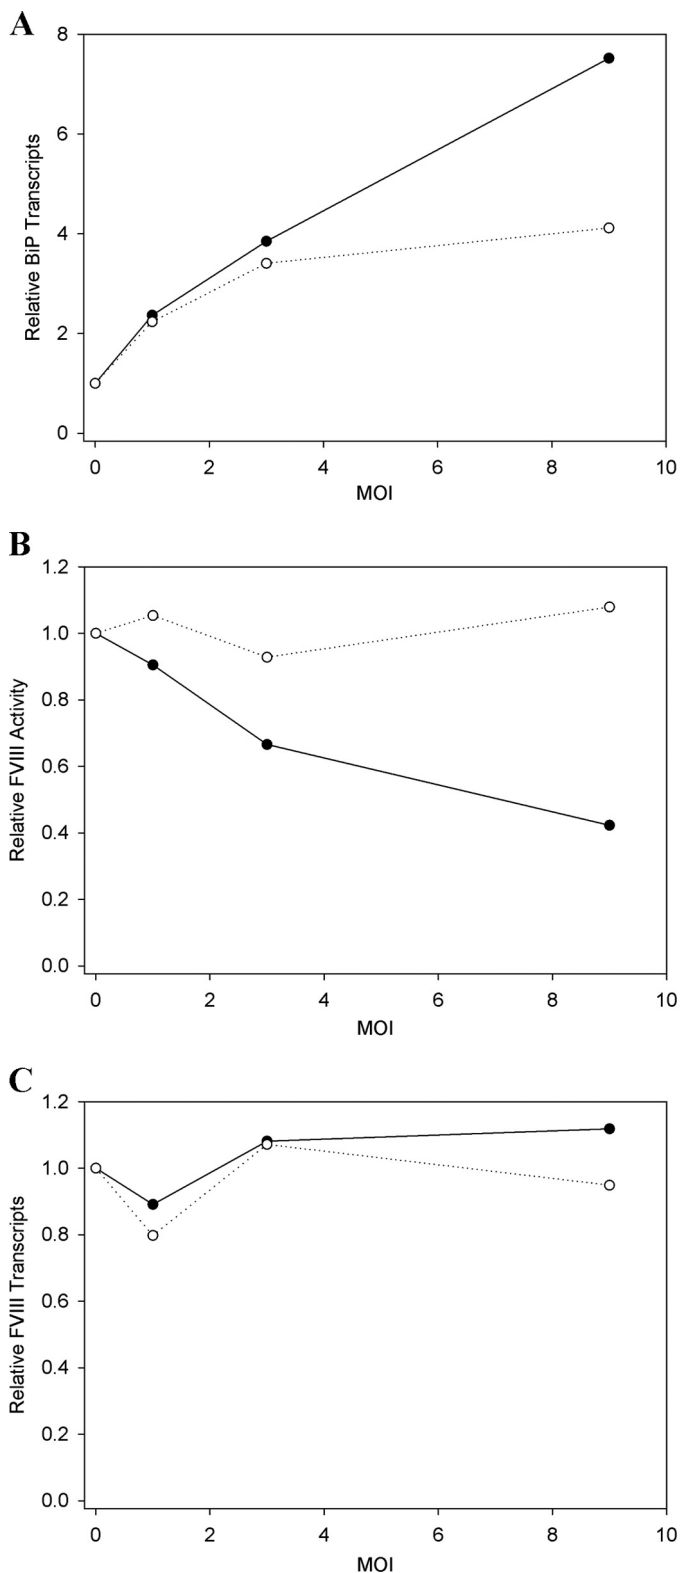 A
8
6
4
2
0
Relative BiP Transcripts
0 2 4 6 8 10
MOI
B
1.2
1.0
0.8
0.6
0.4
0.2
0.0
Relative FVIII Activity
0 2 4 6 8 10
MOI
C
1.2
1.0
0.8
0.6
0.4
0.2
0.0
Relative FVIII Transcripts
0 2 4 6 8 10
MOI